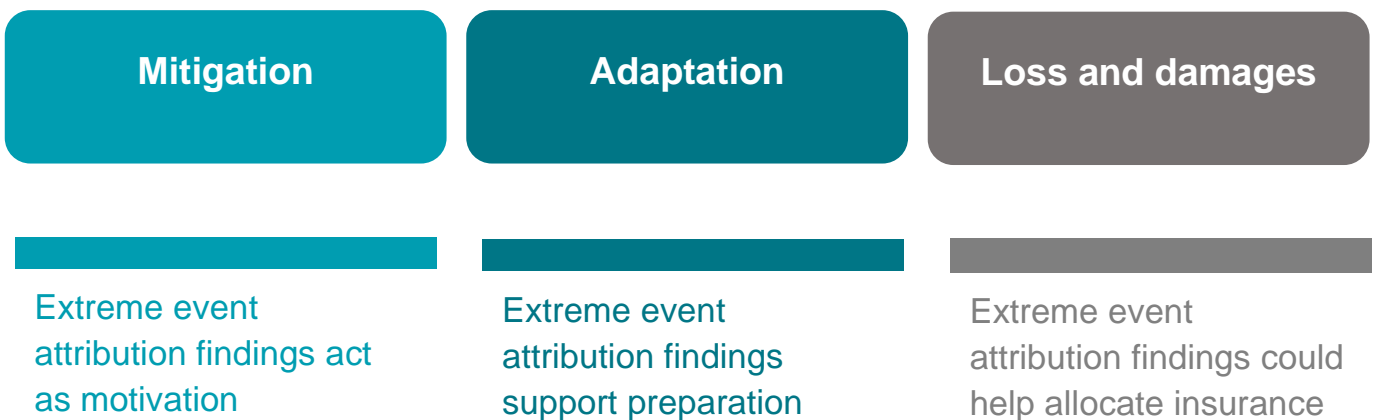 Mitigation
Adaptation
Loss and damages
Extreme event
attribution findings act
as motivation
Extreme event
attribution findings
support preparation
Extreme event
attribution findings could
help allocate insurance